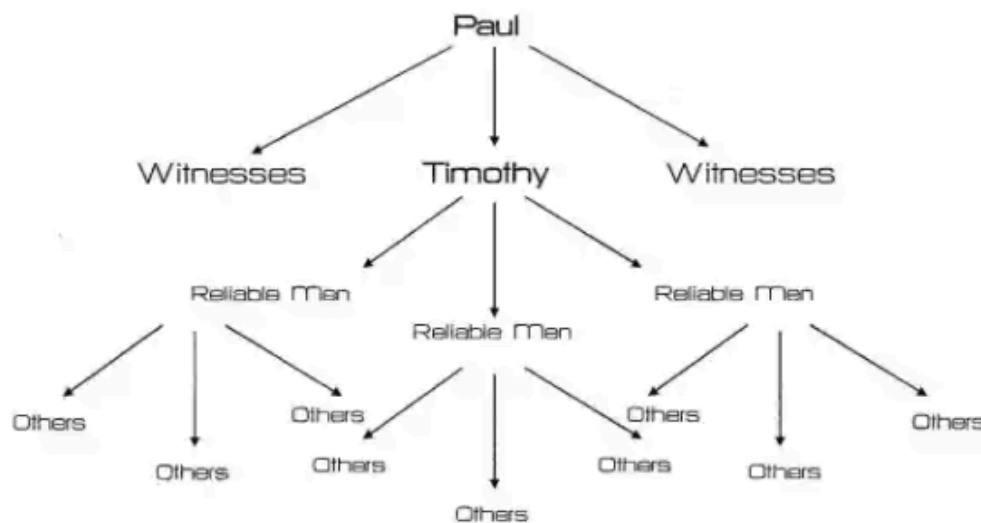 Paul
Witnesses Timothy Witnesses
Reliable Men Reliable Men
Reliable Men
Others Others Others Others
Others Others Others Others
Others